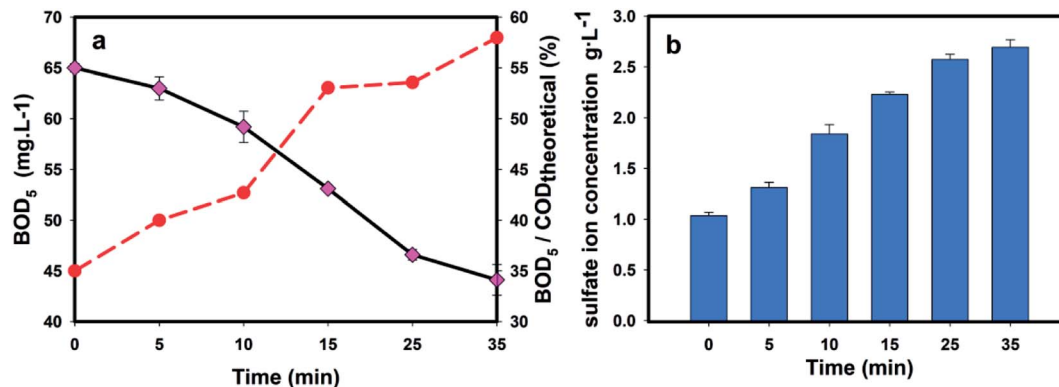 a
70
65
60
55
50
45
40
BOD5 (mg.L-1)
60
55
50
45
40
35
30
BOD5 / CODtheoretical (%)
0 5 10 15 25 35
Time (min)
b
3.0
2.5
2.0
1.5
1.0
0.5
0.0
sulfate ion concentration g·L-1
0 5 10 15 25 35
Time (min)